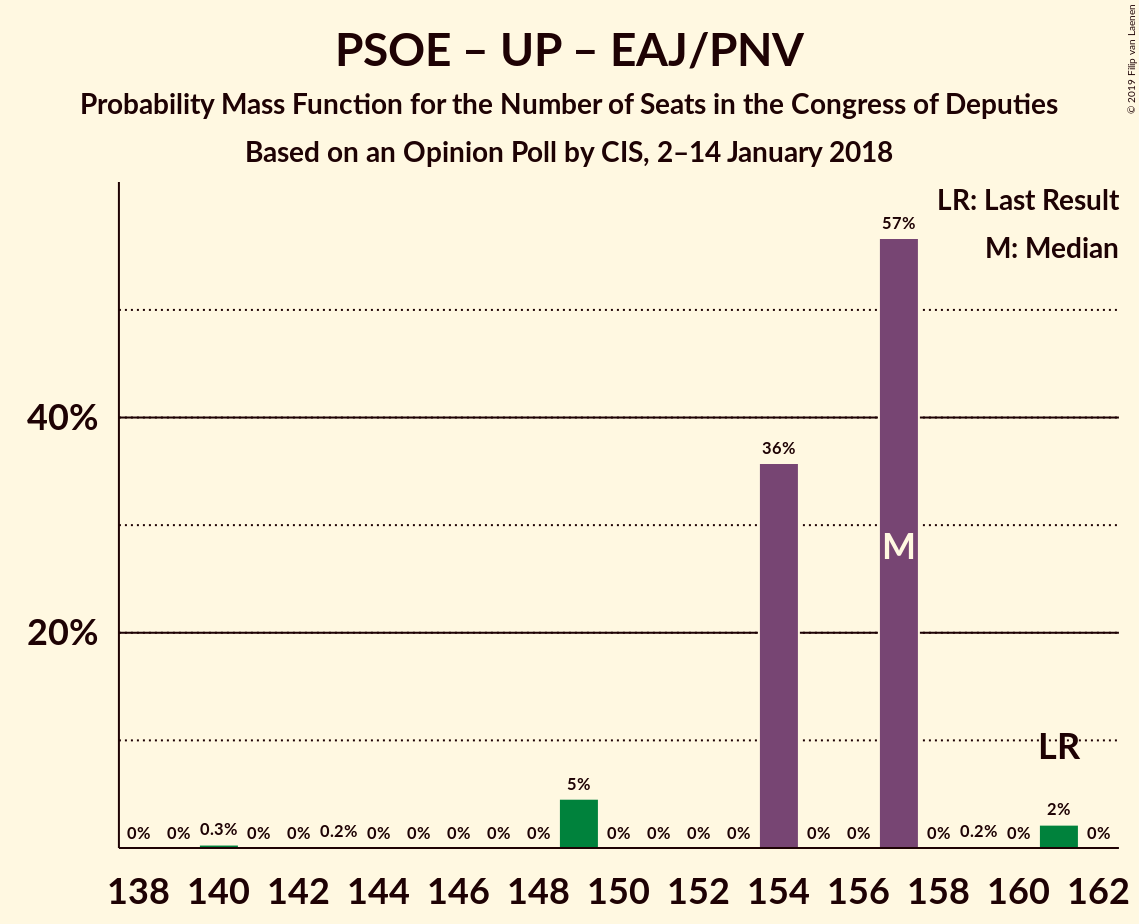 PSOE – UP – EAJ/PNV
Probability Mass Function for the Number of Seats in the Congress of Deputies
Based on an Opinion Poll by CIS, 2–14 January 2018
© 2019 Filip van Laenen
LR: Last Result
M: Median
40%
20%
0% 0% 0.3% 0% 0% 0.2% 0% 0% 0% 0% 0% 5% 0% 0% 0% 0% 36% 0% 0% 57% 0% 0.2% 0% 2% 0%
M
LR
138 140 142 144 146 148 150 152 154 156 158 160 162